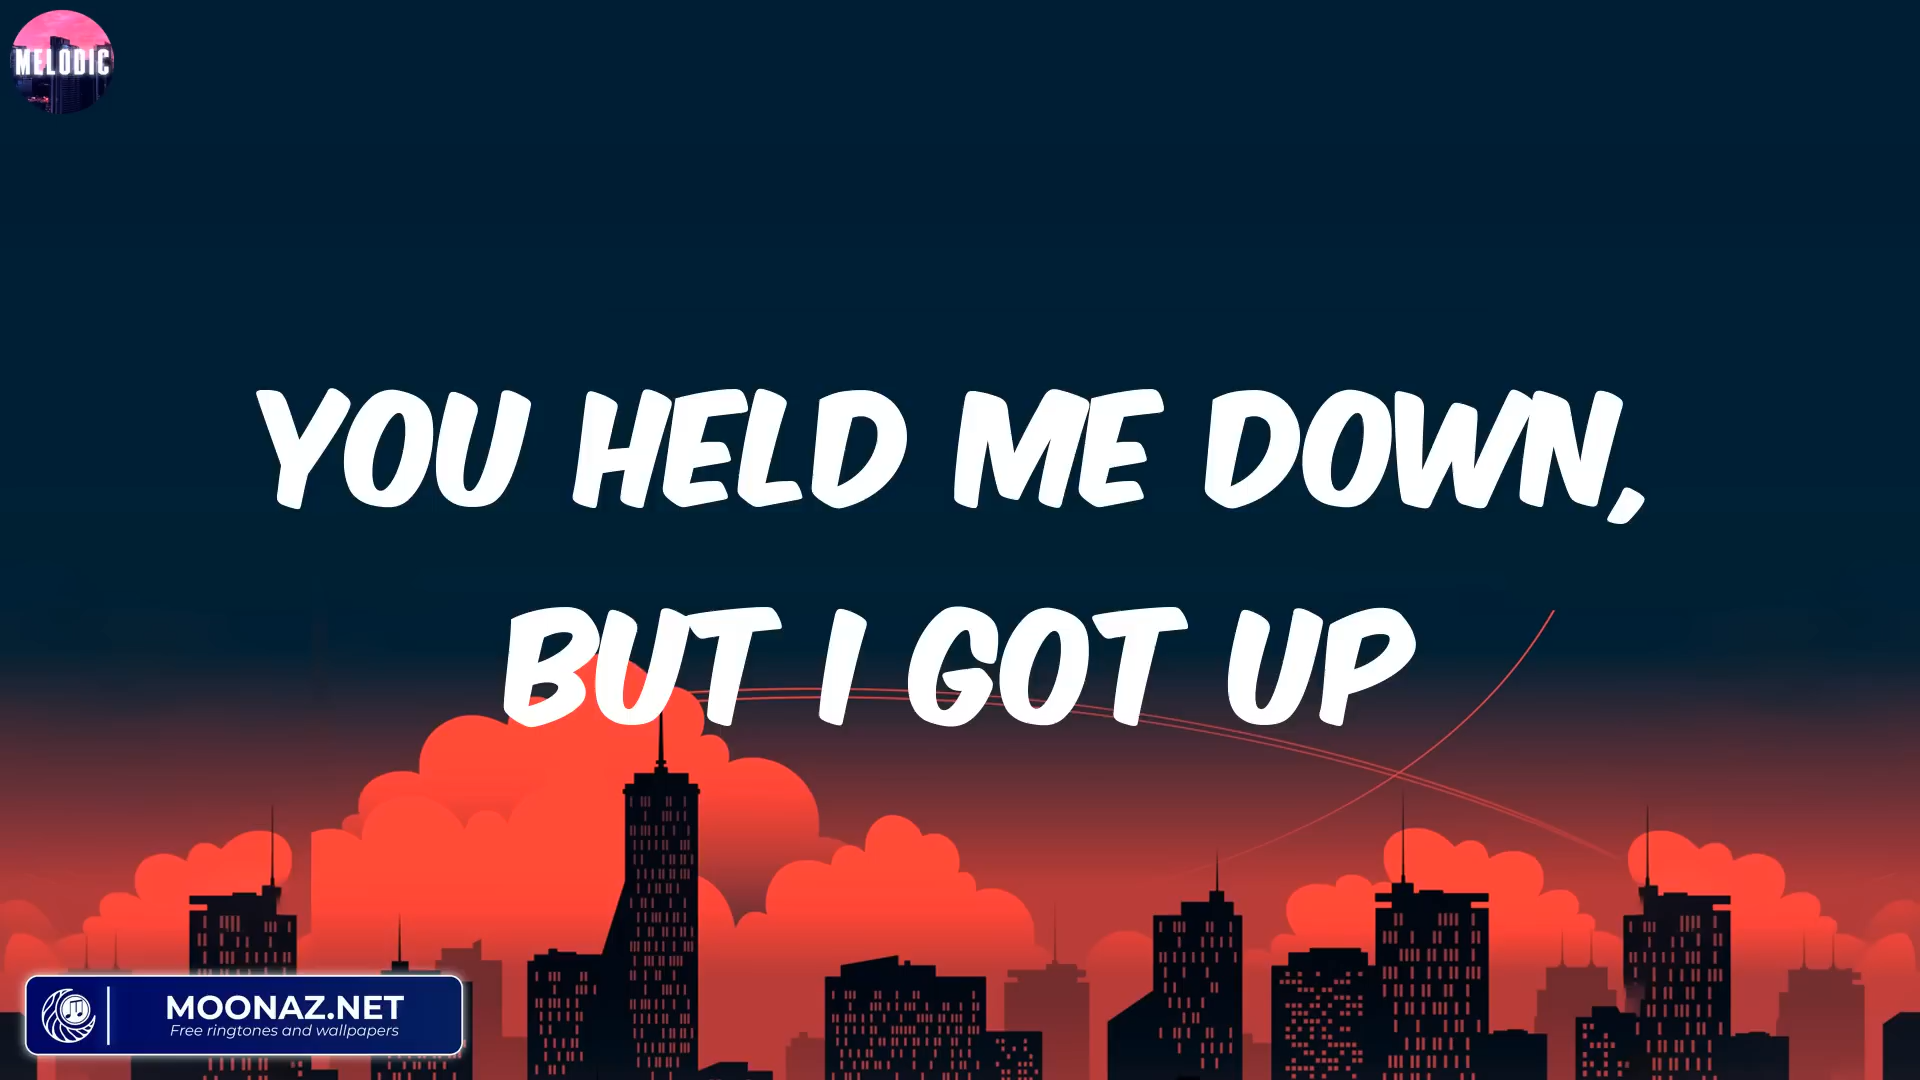 MELODIC
YOU HELD ME DOWN,
BUT I GOT UP
MOONAZ.NET
Free ringtones and wallpapers